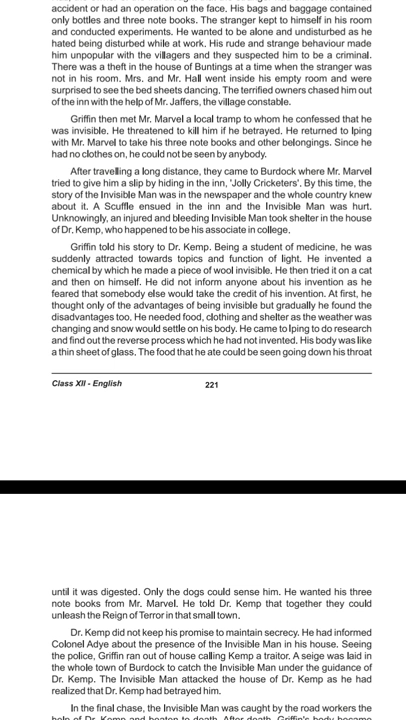 accident or had an operation on the face. His bags and baggage contained
only bottles and three note books. The stranger kept to himself in his room
and conducted experiments. He wanted to be alone and undisturbed as he
hated being disturbed while at work. His rude and strange behaviour made
him unpopular with the villagers and they suspected him to be a criminal.
There was a theft in the house of Buntings at a time when the stranger was
not in his room. Mrs. and Mr. Hall went inside his empty room and were
surprised to see the bed sheets dancing. The terrified owners chased him out
of the inn with the help of Mr. Jaffers, the village constable.
Griffin then met Mr. Marvel a local tramp to whom he confessed that he
was invisible. He threatened to kill him if he betrayed. He returned to Iping
with Mr. Marvel to take his three note books and other belongings. Since he
had no clothes on, he could not be seen by anybody.
After travelling a long distance, they came to Burdock where Mr. Marvel
tried to give him a slip by hiding in the inn, 'Jolly Cricketers'. By this time, the
story of the Invisible Man was in the newspaper and the whole country knew
about it. A Scuffle ensued in the inn and the Invisible Man was hurt.
Unknowingly, an injured and bleeding Invisible Man took shelter in the house
of Dr. Kemp, who happened to be his associate in college.
Griffin told his story to Dr. Kemp. Being a student of medicine, he was
suddenly attracted towards topics and function of light. He invented a
chemical by which he made a piece of wool invisible. He then tried it on a cat
and then on himself. He did not inform anyone about his invention as he
feared that somebody else would take the credit of his invention. At first, he
thought only of the advantages of being invisible but gradually he found the
disadvantages too. He needed food, clothing and shelter as the weather was
changing and snow would settle on his body. He came to Iping to do research
and find out the reverse process which he had not invented. His body was like
a thin sheet of glass. The food that he ate could be seen going down his throat
Class XII - English 221
until it was digested. Only the dogs could sense him. He wanted his three
note books from Mr. Marvel. He told Dr. Kemp that together they could
unleash the Reign of Terror in that small town.
Dr. Kemp did not keep his promise to maintain secrecy. He had informed
Colonel Adye about the presence of the Invisible Man in his house. Seeing
the police, Griffin ran out of house calling Kemp a traitor. A seige was laid in
the whole town of Burdock to catch the Invisible Man under the guidance of
Dr. Kemp. The Invisible Man attacked the house of Dr. Kemp as he had
realized that Dr. Kemp had betrayed him.
In the final chase, the Invisible Man was caught by the road workers the
help of Dr. Kemp and beaten to death. After death, Griffin's body became